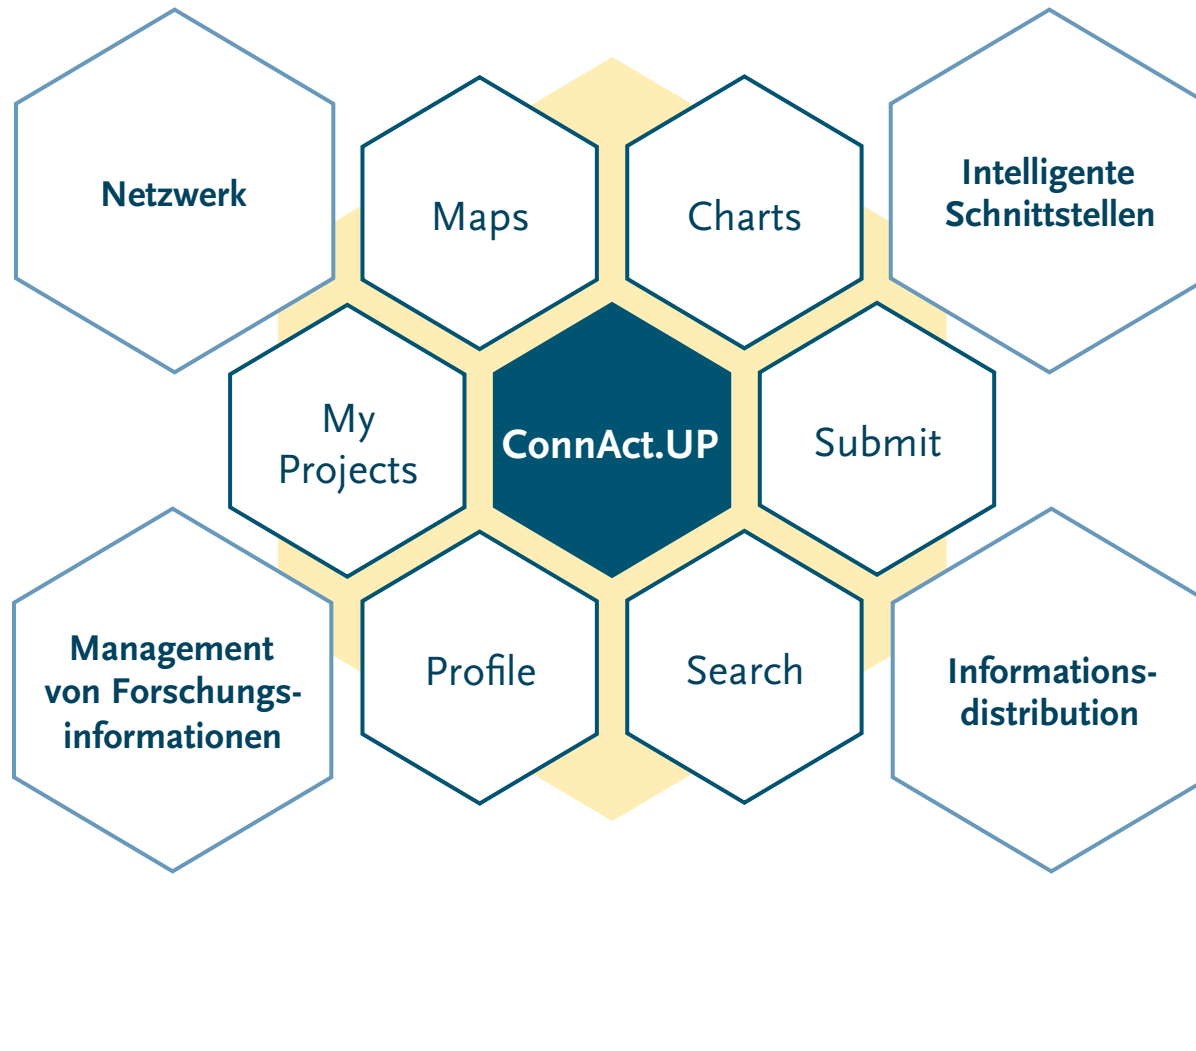 Netzwerk
Maps
Charts
Intelligente
Schnittstellen
My
Projects
ConnAct.UP
Submit
Management
von Forschungs-
informationen
Profile
Search
Informations-
distribution